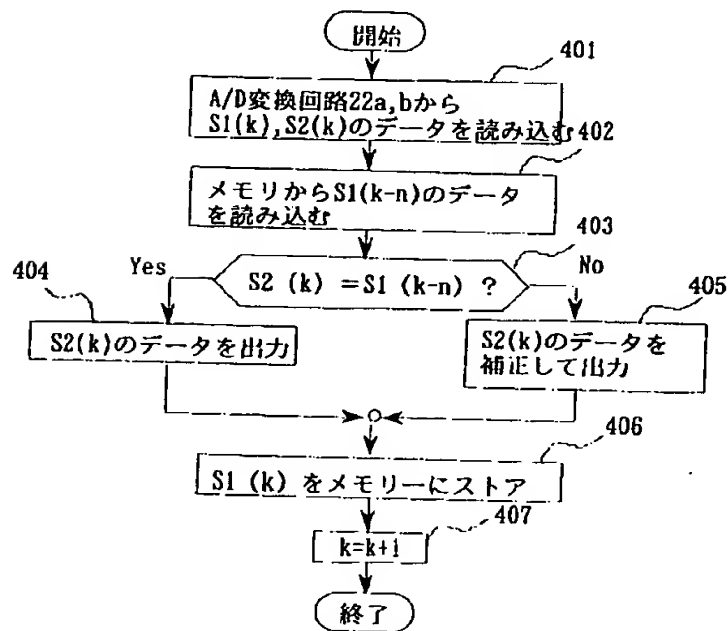 開始
401
A/D変換回路22a,bから
S1(k),S2(k)のデータを読み込む
402
メモリからS1(k-n)のデータ
を読み込む
403
S2 (k) =S1 (k-n) ?
Yes
No
404
S2(k)のデータを出力
405
S2(k)のデータを
補正して出力
406
S1 (k) をメモリーにストア
407
k=k+1
終了